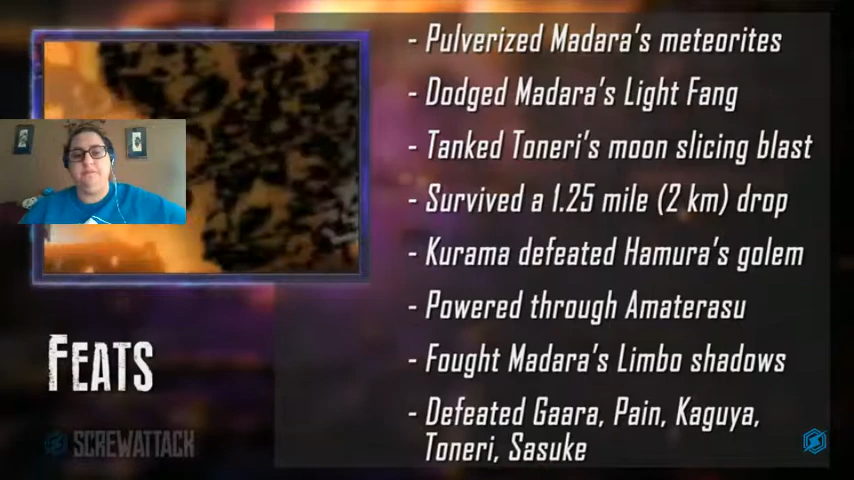 - Pulverized Madara's meteorites
- Dodged Madara's Light Fang
- Tanked Toneri's moon slicing blast
- Survived a 1.25 mile (2 km) drop
- Kurama defeated Hamura's golem
- Powered through Amaterasu
- Fought Madara's Limbo shadows
- Defeated Gaara, Pain, Kaguya,
Toneri, Sasuke
Feats
SCREWATTACK